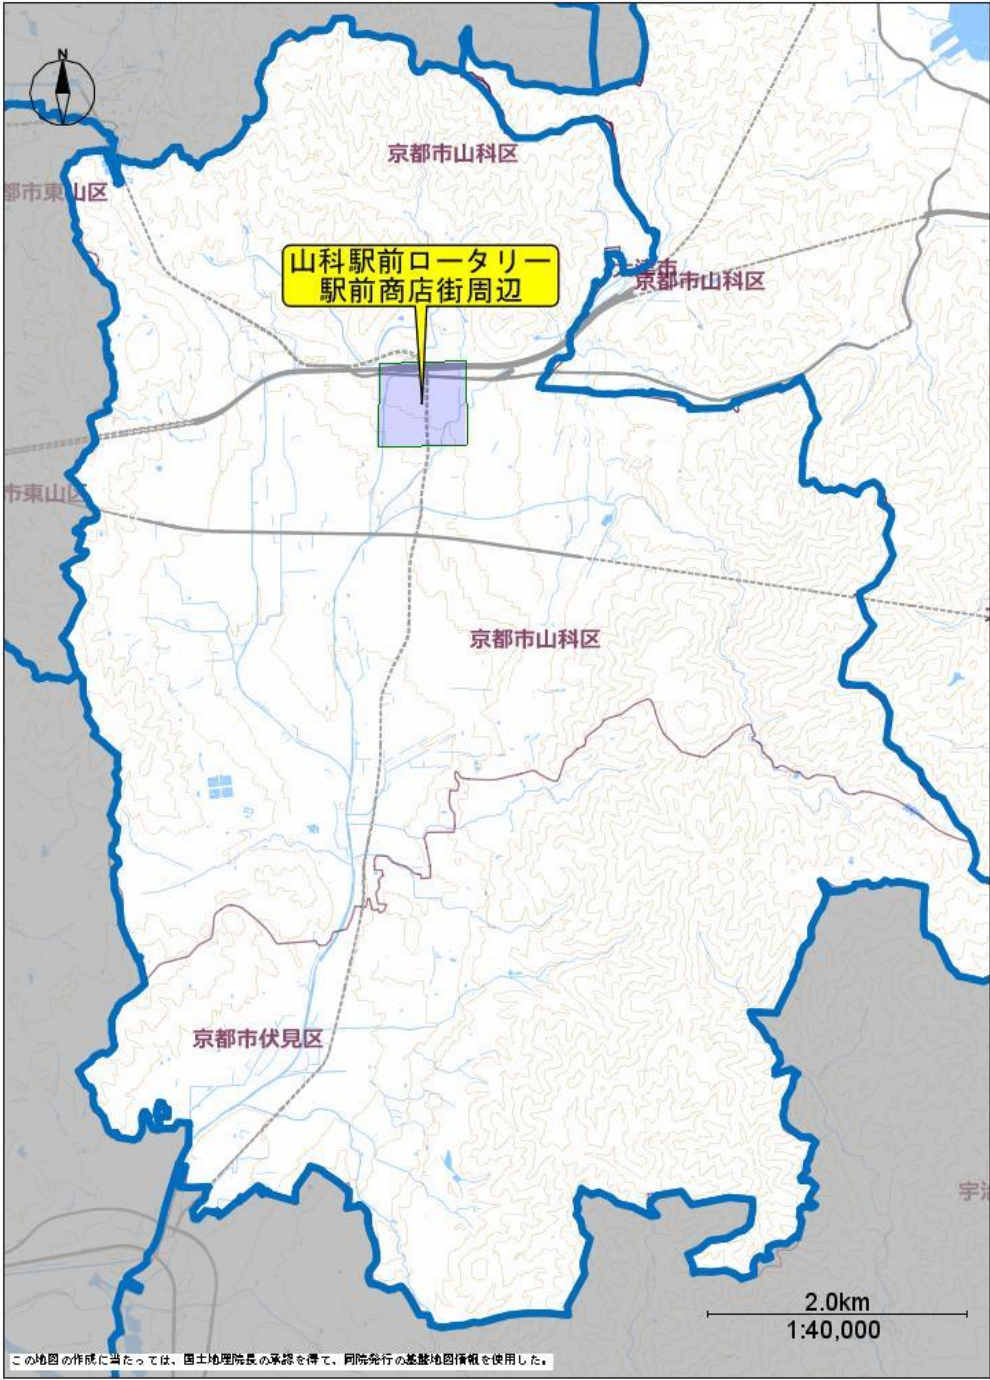 N
京都市山科区
都市東山区
山科駅前ロータリー
駅前商店街周辺
大津市
京都市山科区
市東山区
京都市山科区
京都市伏見区
宇治
2.0km
1:40,000
この地図の作成に当たっては、国土地理院長の承認を得て、同院発行の基盤地図情報を使用した。